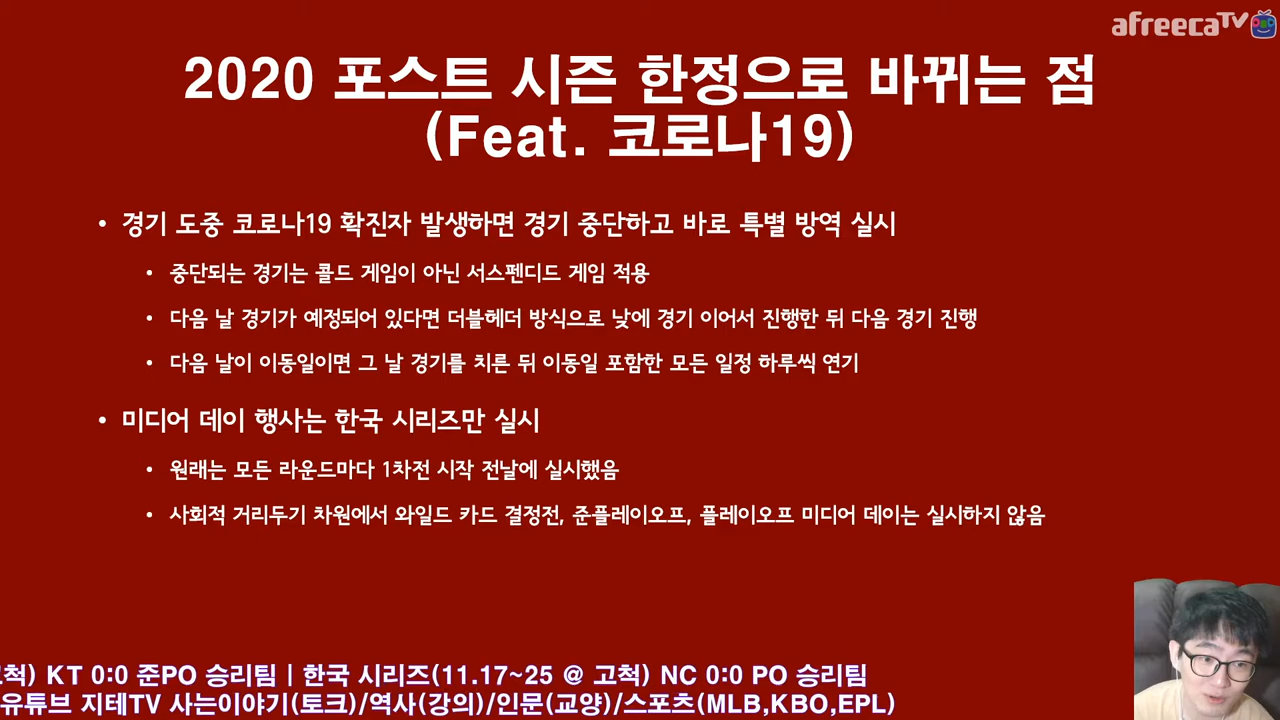 afreecaTV
2020 포스트 시즌 한정으로 바뀌는 점
(Feat. 코로나19)
• 경기 도중 코로나19 확진자 발생하면 경기 중단하고 바로 특별 방역 실시
• 중단되는 경기는 콜드 게임이 아닌 서스펜디드 게임 적용
• 다음 날 경기가 예정되어 있다면 더블헤더 방식으로 낮에 경기 이어서 진행한 뒤 다음 경기 진행
• 다음 날이 이동일이면 그 날 경기를 치른 뒤 이동일 포함한 모든 일정 하루씩 연기
• 미디어 데이 행사는 한국 시리즈만 실시
• 원래는 모든 라운드마다 1차전 시작 전날에 실시했음
• 사회적 거리두기 차원에서 와일드 카드 결정전, 준플레이오프, 플레이오프 미디어 데이는 실시하지 않음
척) KT 0:0 준PO 승리팀 | 한국 시리즈(11.17~25 @ 고척) NC 0:0 PO 승리팀
유튜브 지테TV 사는이야기(토크)/역사(강의)/인문(교양)/스포츠(MLB,KBO,EPL)